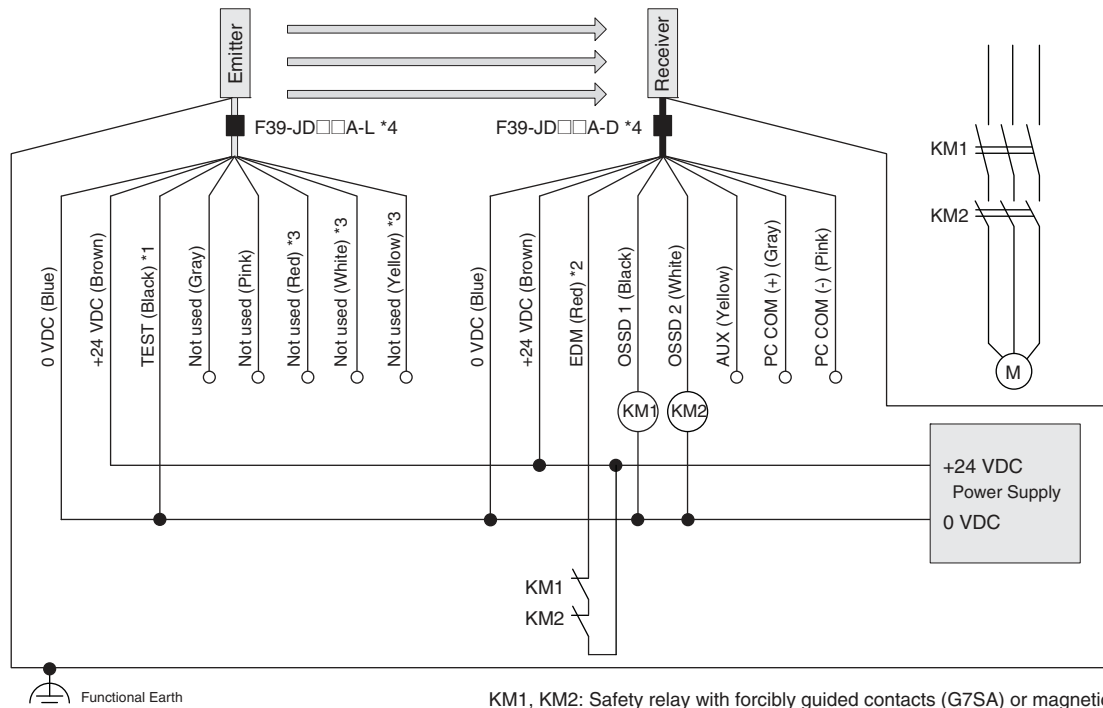 Emitter
Receiver
F39-JD□□A-L *4
F39-JD□□A-D *4
KM1
KM2
M
0 VDC (Blue)
+24 VDC (Brown)
TEST (Black) *1
Not used (Gray)
Not used (Pink)
Not used (Red) *3
Not used (White) *3
Not used (Yellow) *3
0 VDC (Blue)
+24 VDC (Brown)
EDM (Red) *2
OSSD 1 (Black)
OSSD 2 (White)
AUX (Yellow)
PC COM (+) (Gray)
PC COM (-) (Pink)
KM1
KM2
+24 VDC
Power Supply
0 VDC
KM1
KM2
Functional Earth
KM1, KM2: Safety relay with forcibly guided contacts (G7SA) or magnetic